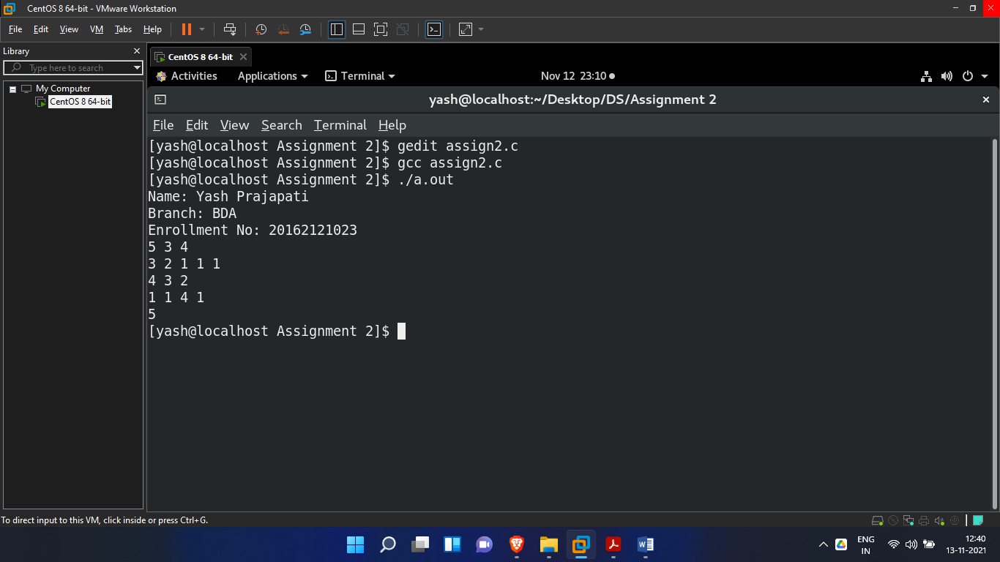 CentOS 8 64-bit - VMware Workstation
File Edit View VM Tabs Help
Library
Type here to search
My Computer
CentOS 8 64-bit
CentOS 8 64-bit
Activities Applications Terminal Nov 12 23:10
yash@localhost:~/Desktop/DS/Assignment 2
File Edit View Search Terminal Help
[yash@localhost Assignment 2]$ gedit assign2.c
[yash@localhost Assignment 2]$ gcc assign2.c
[yash@localhost Assignment 2]$ ./a.out
Name: Yash Prajapati
Branch: BDA
Enrollment No: 20162121023
5 3 4
3 2 1 1 1
4 3 2
1 1 4 1
5
[yash@localhost Assignment 2]$
To direct input to this VM, click inside or press Ctrl+G.
ENG
IN
12:40
13-11-2021